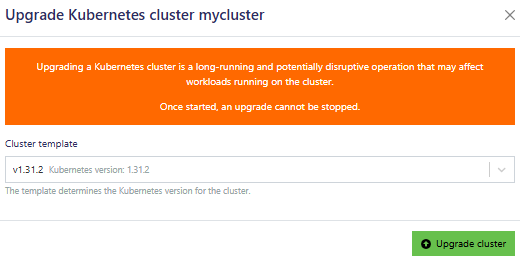 Upgrade Kubernetes cluster mycluster
Upgrading a Kubernetes cluster is a long-running and potentially disruptive operation that may affect
workloads running on the cluster.
Once started, an upgrade cannot be stopped.
Cluster template
v1.31.2 Kubernetes version: 1.31.2
The template determines the Kubernetes version for the cluster.
Upgrade cluster